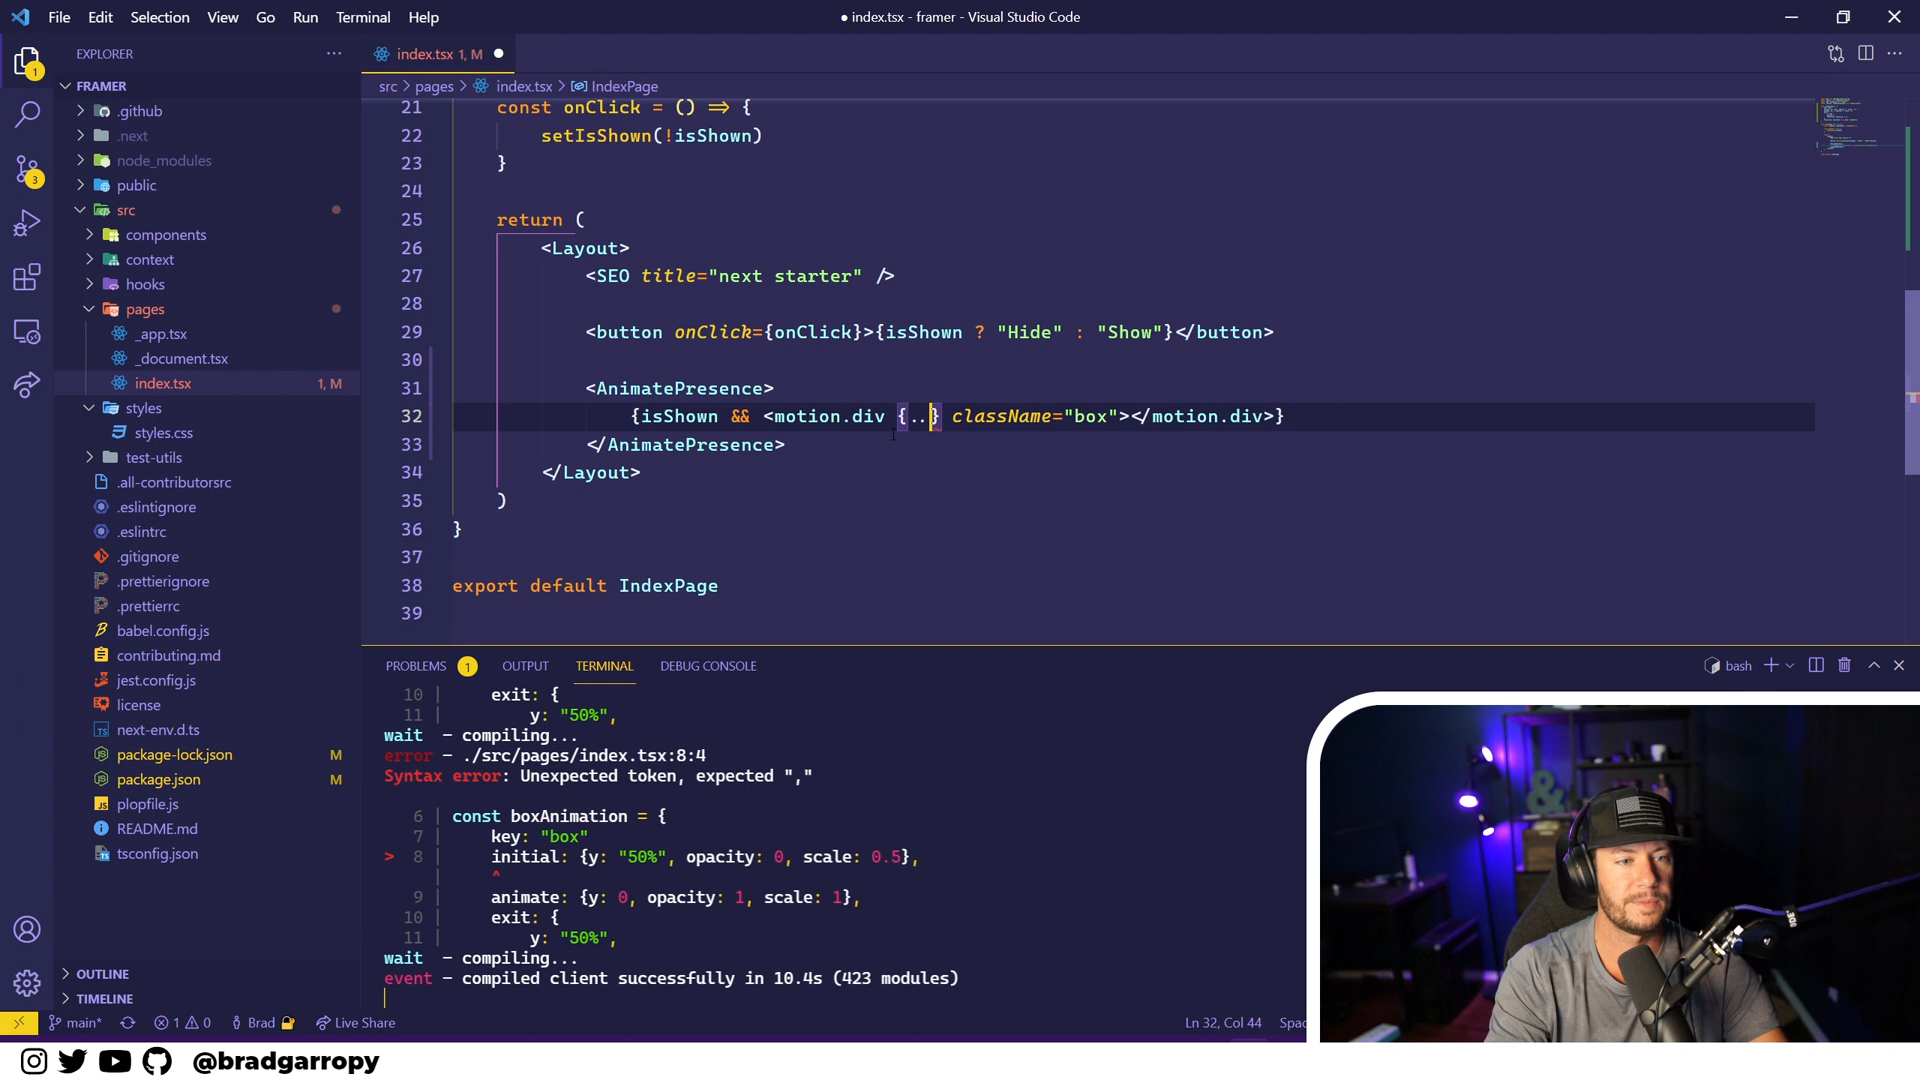 File Edit Selection View Go Run Terminal Help
● index.tsx - framer - Visual Studio Code
EXPLORER
index.tsx 1, M
FRAMER
src > pages > index.tsx > IndexPage
.github
.next
node_modules
public
src
components
context
hooks
pages
_app.tsx
_document.tsx
index.tsx 1, M
styles
styles.css
test-utils
.all-contributorsrc
.eslintignore
.eslintrc
.gitignore
.prettierignore
.prettierrc
babel.config.js
contributing.md
jest.config.js
license
next-env.d.ts
package-lock.json M
package.json M
plopfile.js
README.md
tsconfig.json
OUTLINE
TIMELINE
1
3
21 const onClick = () => {
22 setIsShown(!isShown)
23 }
24
25 return (
26 <Layout>
27 <SEO title="next starter" />
28
29 <button onClick={onClick}>{isShown ? "Hide" : "Show"}</button>
30
31 <AnimatePresence>
32 {isShown && <motion.div {..} className="box"></motion.div>}
33 </AnimatePresence>
34 </Layout>
35 )
36 }
37
38 export default IndexPage
39
PROBLEMS 1 OUTPUT TERMINAL DEBUG CONSOLE
bash
10 | exit: {
11 | y: "50%",
wait - compiling...
error - ./src/pages/index.tsx:8:4
Syntax error: Unexpected token, expected ","
6 | const boxAnimation = {
7 | key: "box"
> 8 | initial: {y: "50%", opacity: 0, scale: 0.5},
| ^
9 | animate: {y: 0, opacity: 1, scale: 1},
10 | exit: {
11 | y: "50%",
wait - compiling...
event - compiled client successfully in 10.4s (423 modules)
main* 1 0 Brad Live Share
Ln 32, Col 44 Spac
@bradgarropy